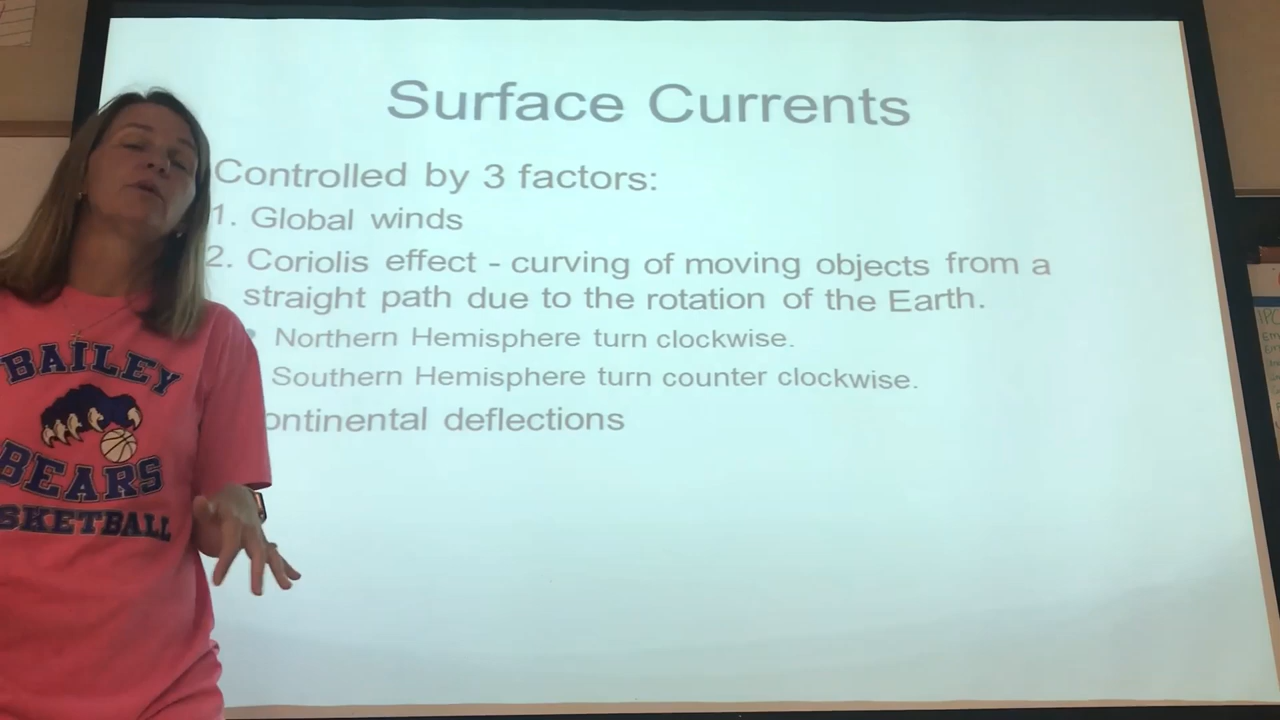 Surface Currents
Controlled by 3 factors:
1. Global winds
2. Coriolis effect - curving of moving objects from a
straight path due to the rotation of the Earth.
Northern Hemisphere turn clockwise.
Southern Hemisphere turn counter clockwise.
ontinental deflections
BAILEY
BEARS
SKETBALL